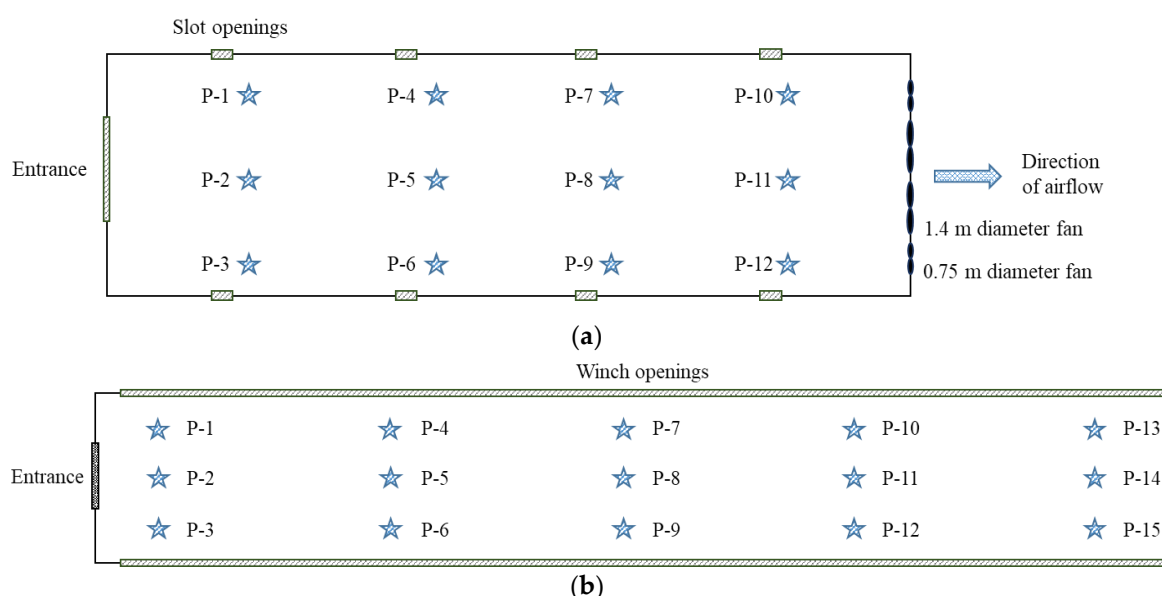 Slot openings
P-1 P-4 P-7 P-10
Entrance
P-2 P-5 P-8 P-11
Direction
of airflow
1.4 m diameter fan
P-3 P-6 P-9 P-12
0.75 m diameter fan
(a)
Winch openings
P-1 P-4 P-7 P-10 P-13
Entrance
P-2 P-5 P-8 P-11 P-14
P-3 P-6 P-9 P-12 P-15
(b)